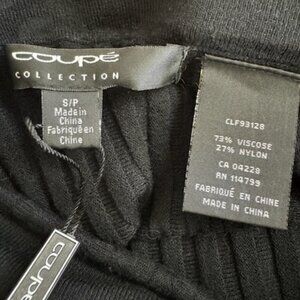 coupé
COLLECTION
S/P
Made in
China
Fabriqué en
Chine
CLF93128
73% VISCOSE
27% NYLON
CA 04228
RN 114799
FABRIQUÉ EN CHINE
MADE IN CHINA
coupé